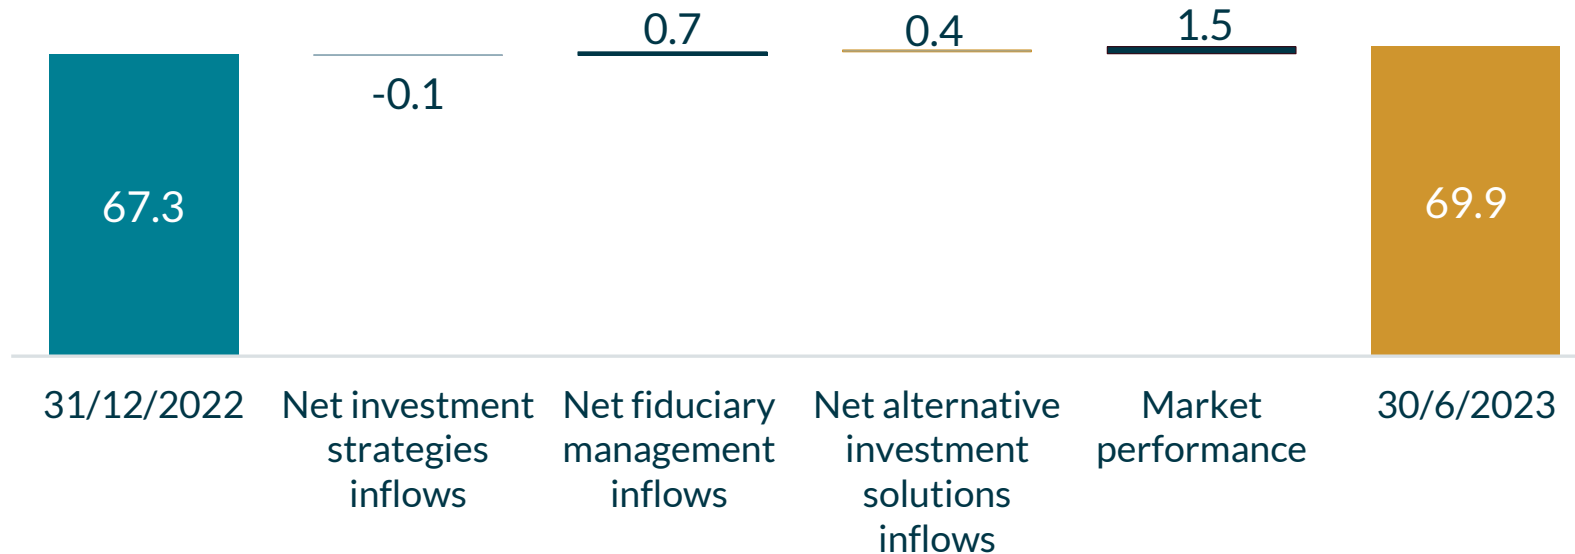 0.7
0.4
1.5
-0.1
67.3
69.9
31/12/2022
Net investment
strategies
inflows
Net fiduciary
management
inflows
Net alternative
investment
solutions
inflows
Market
performance
30/6/2023